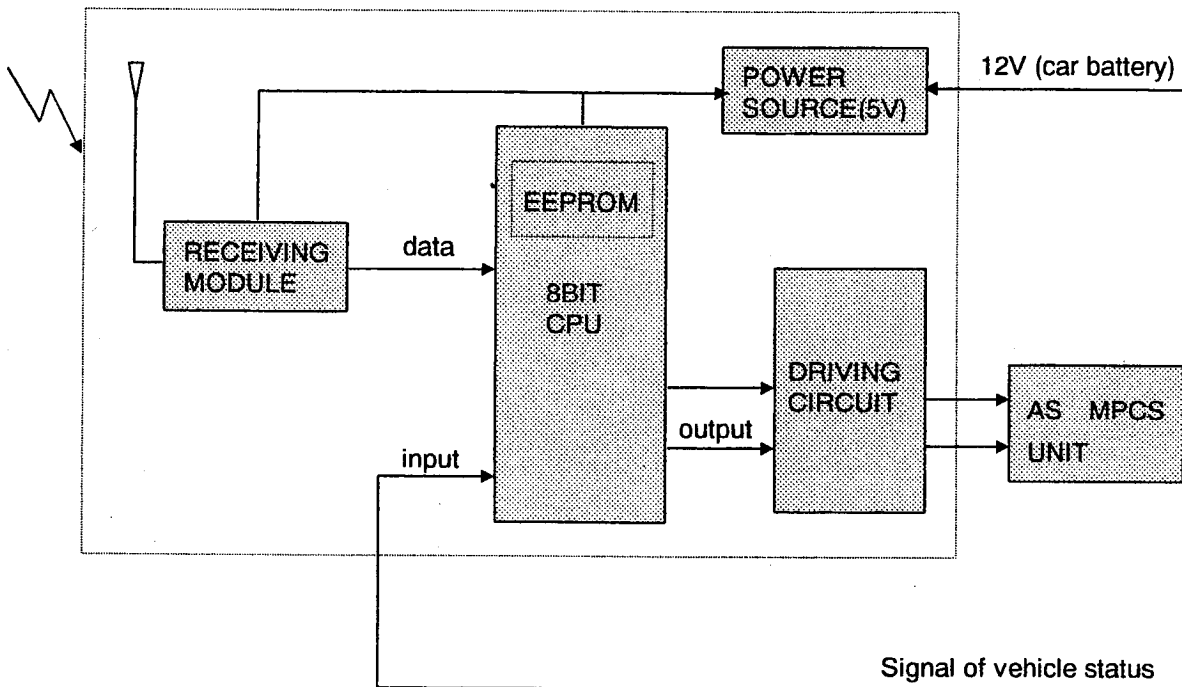 POWER
SOURCE(5V)
12V (car battery)
EEPROM
RECEIVING
MODULE
data
8BIT
CPU
DRIVING
CIRCUIT
AS MPCS
UNIT
output
input
Signal of vehicle status